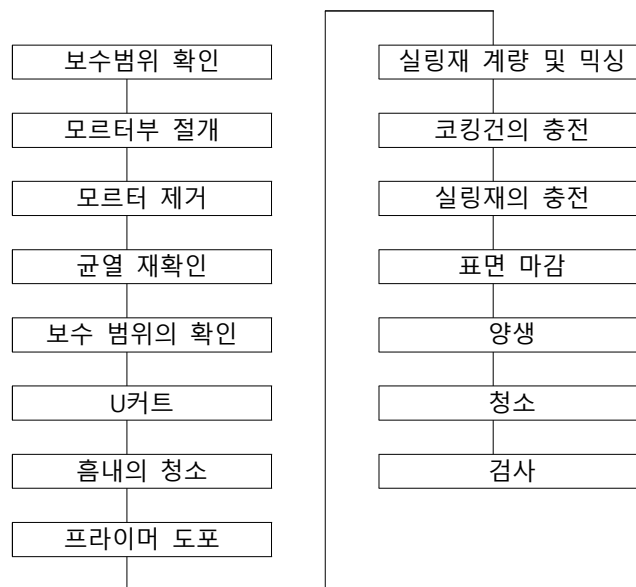 보수범위 확인
모르터부 절개
모르터 제거
균열 재확인
보수 범위의 확인
U커트
홈내의 청소
프라이머 도포
실링재 계량 및 믹싱
코킹건의 충전
실링재의 충전
표면 마감
양생
청소
검사